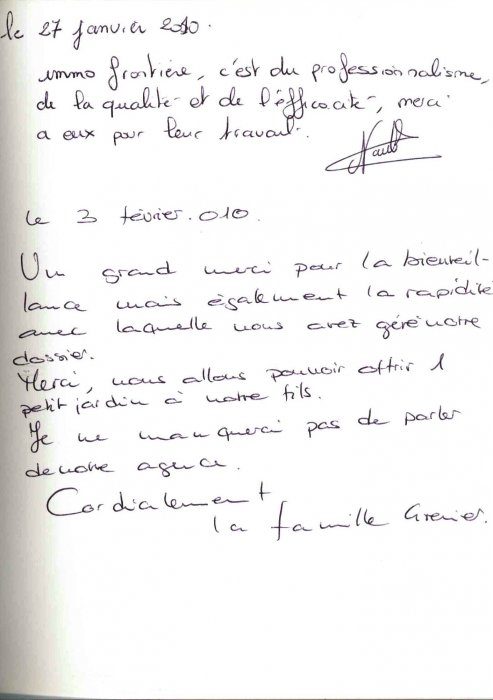 le 27 janvier 2010.
immo frontière, c'est du professionnalisme,
de la qualité et de l'éfficacité, merci
a eux pour leur travail.
le 3 février. 010.
Un grand merci pour la bienveil-
lance mais également la rapidité
avec laquelle vous avez géré notre
dossier.
Merci, nous allons pouvoir offrir 1
petit jardin à notre fils.
Je ne manquerai pas de parler
de votre agence.
Cordialement
la famille Grenier.